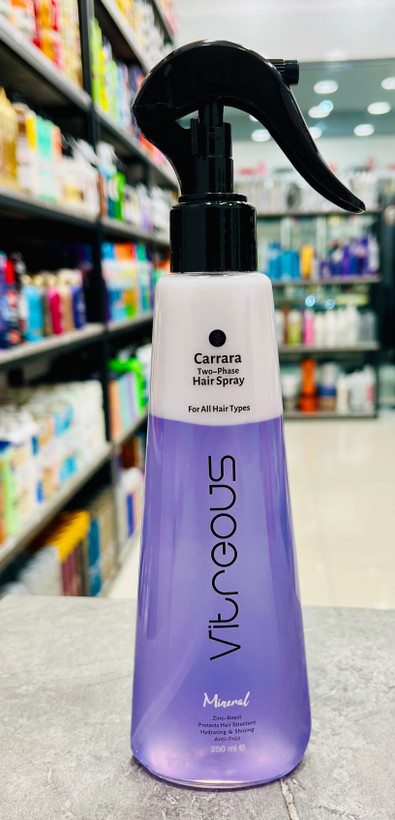 Carrara
Two-Phase
Hair Spray
For All Hair Types
Vitreous
Mineral
Zinc-Boost
Protects Hair Structure
Hydrating & Shining
Anti-Frizz
250 ml e